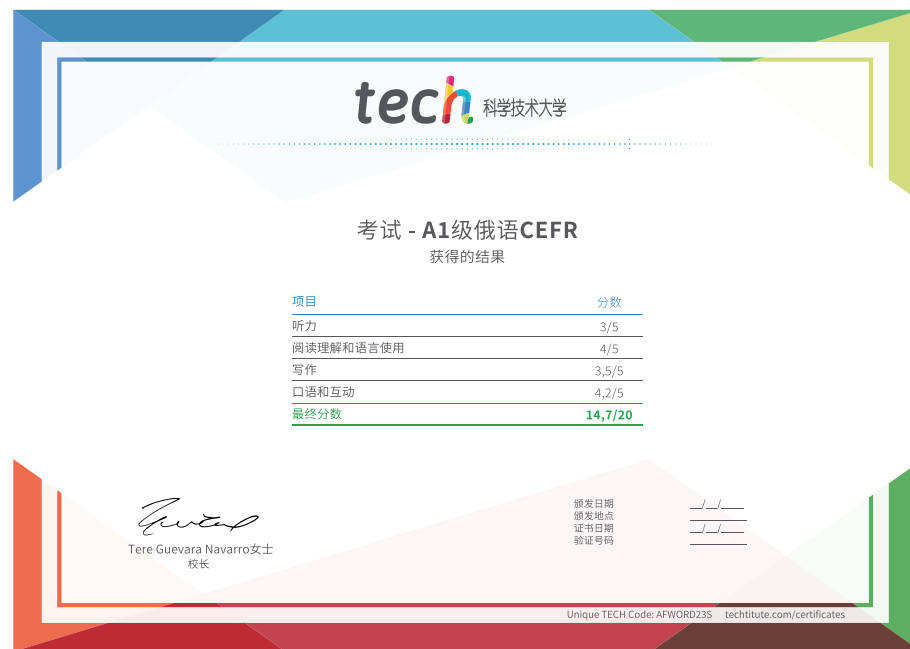 tech 科学技术大学
考试 - A1级俄语CEFR
获得的结果
项目 分数
听力 3/5
阅读理解和语言使用 4/5
写作 3,5/5
口语和互动 4,2/5
最终分数 14,7/20
颁发日期 __/__/____
颁发地点
证书日期 __/__/____
验证号码
Tere Guevara Navarro女士
校长
Unique TECH Code: AFWORD23S techtitute.com/certificates